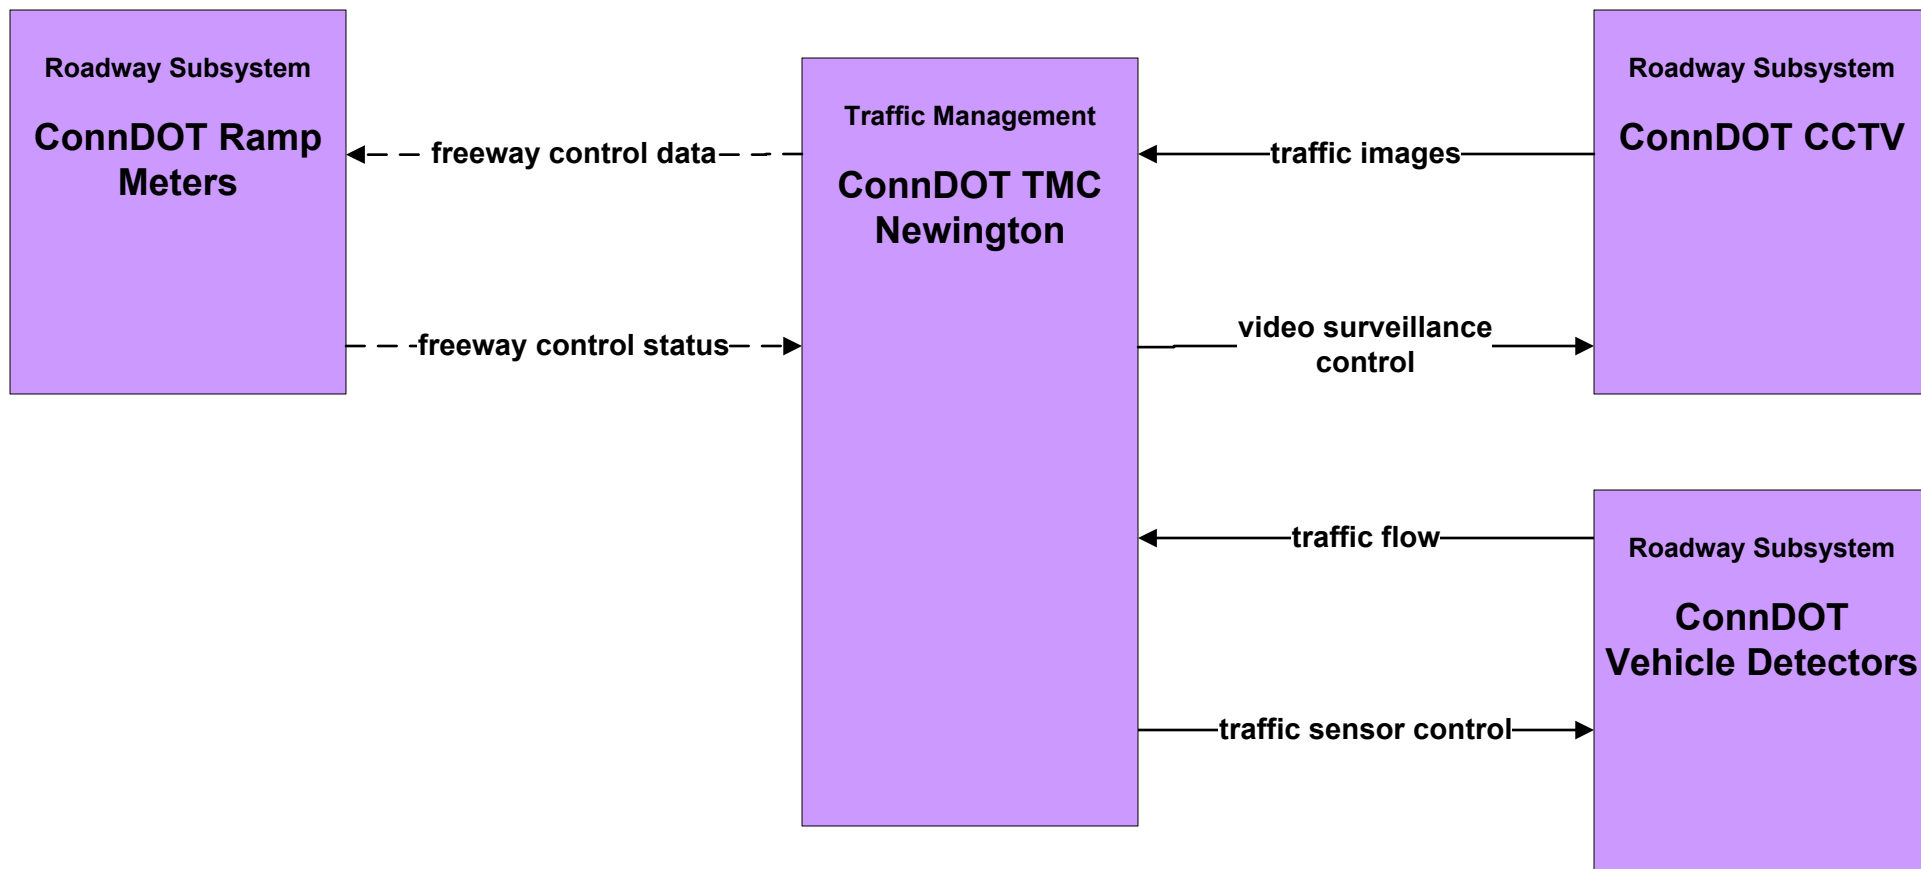 Roadway Subsystem
ConnDOT Ramp
Meters
freeway control data
freeway control status
Traffic Management
ConnDOT TMC
Newington
traffic images
video surveillance
control
traffic flow
traffic sensor control
Roadway Subsystem
ConnDOT CCTV
Roadway Subsystem
ConnDOT
Vehicle Detectors